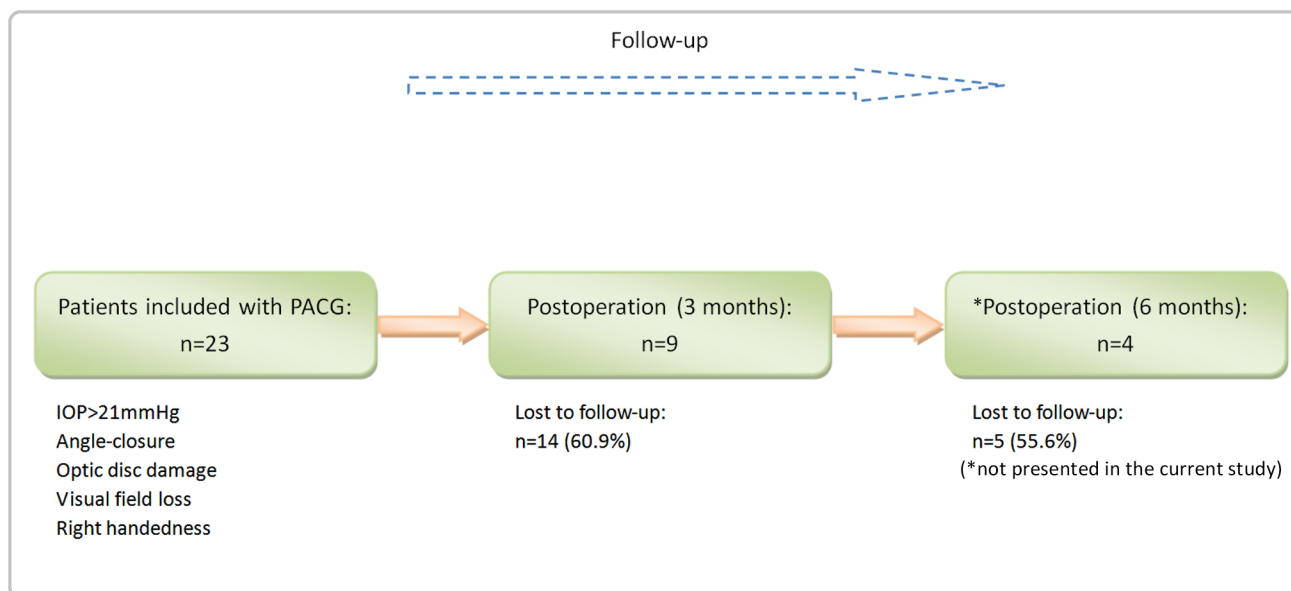 Follow-up
Patients included with PACG:
n=23
Postoperation (3 months):
n=9
*Postoperation (6 months):
n=4
IOP>21mmHg
Angle-closure
Optic disc damage
Visual field loss
Right handedness
Lost to follow-up:
n=14 (60.9%)
Lost to follow-up:
n=5 (55.6%)
(*not presented in the current study)